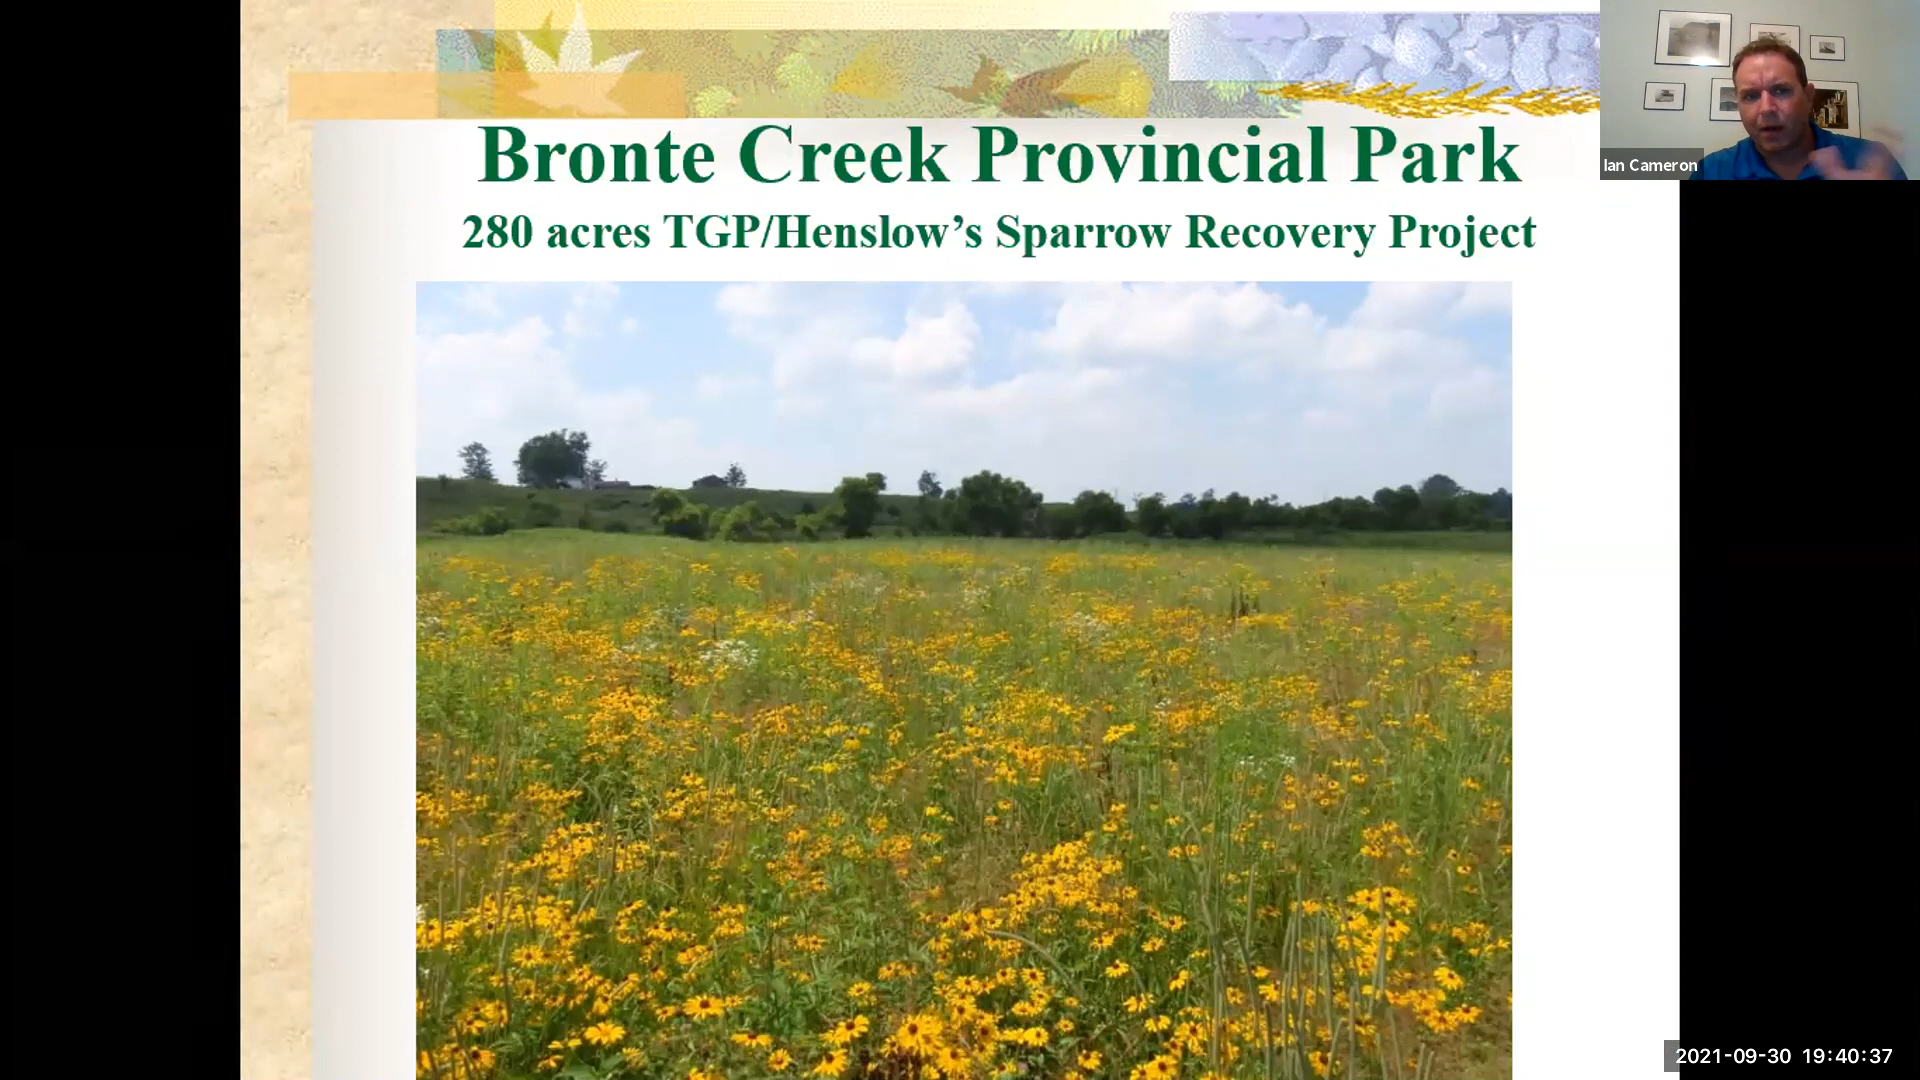 Bronte Creek Provincial Park
280 acres TGP/Henslow’s Sparrow Recovery Project
Ian Cameron
2021-09-30 19:40:37